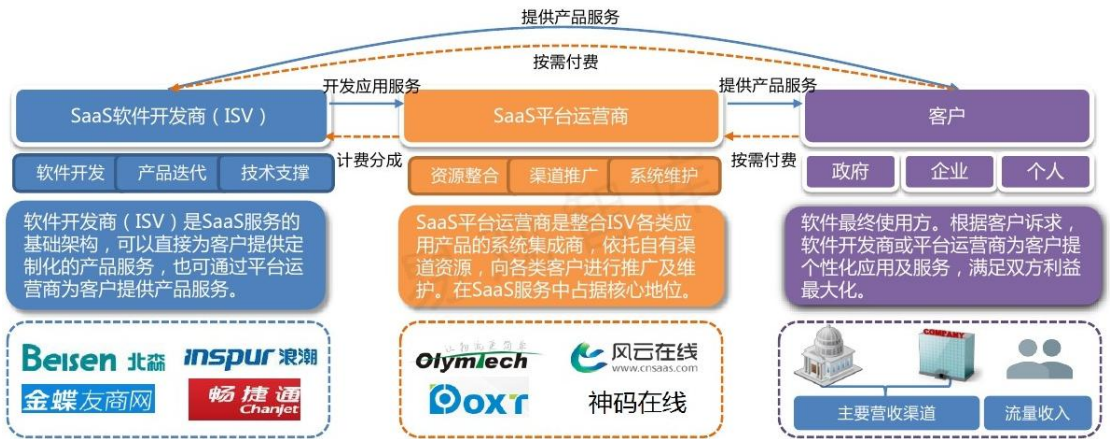 提供产品服务
按需付费
开发应用服务
提供产品服务
SaaS软件开发商（ISV）
SaaS平台运营商
客户
计费分成
按需付费
软件开发
产品迭代
技术支撑
资源整合
渠道推广
系统维护
政府
企业
个人
软件开发商（ISV）是SaaS服务的
基础架构，可以直接为客户提供定
制化的产品服务，也可通过平台运
营商为客户提供产品服务。
SaaS平台运营商是整合ISV各类应
用产品的系统集成商，依托自有渠
道资源，向各类客户进行推广及维
护。在SaaS服务中占据核心地位。
软件最终使用方。根据客户诉求，
软件开发商或平台运营商为客户提
个性化应用及服务，满足双方利益
最大化。
Beisen 北森
inspur 浪潮
金蝶友商网
畅捷通
Chanjet
OlymTech
风云在线
www.cnsaas.com
DOXT
神码在线
COMPANY
主要营收渠道
流量收入